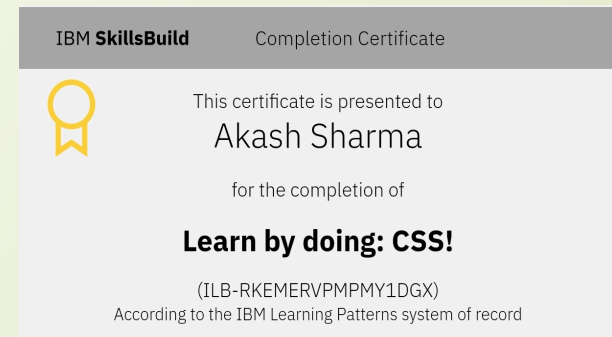 IBM SkillsBuild Completion Certificate
This certificate is presented to
Akash Sharma
for the completion of
Learn by doing: CSS!
(ILB-RKEMERVPMPMY1DGX)
According to the IBM Learning Patterns system of record